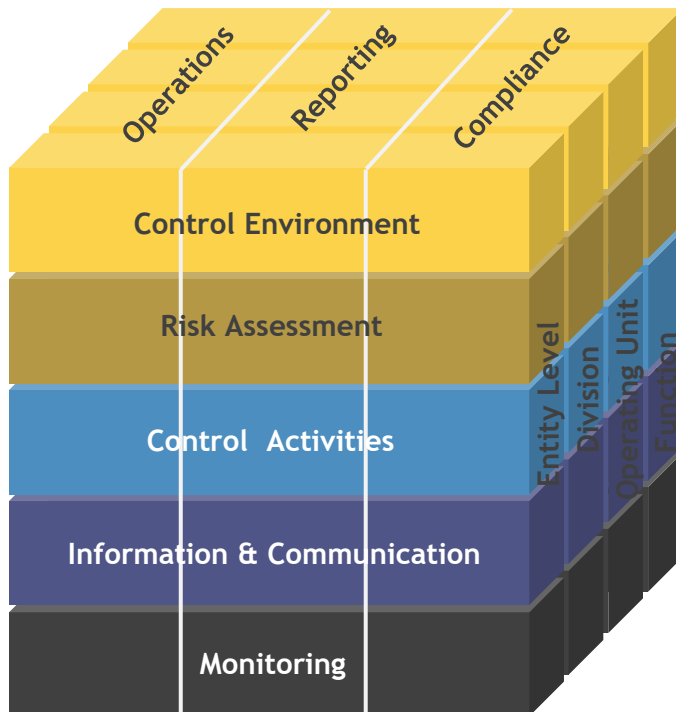 Operations
Reporting
Compliance
Control Environment
Risk Assessment
Control Activities
Information & Communication
Monitoring
Entity Level
Division
Operating Unit
Function